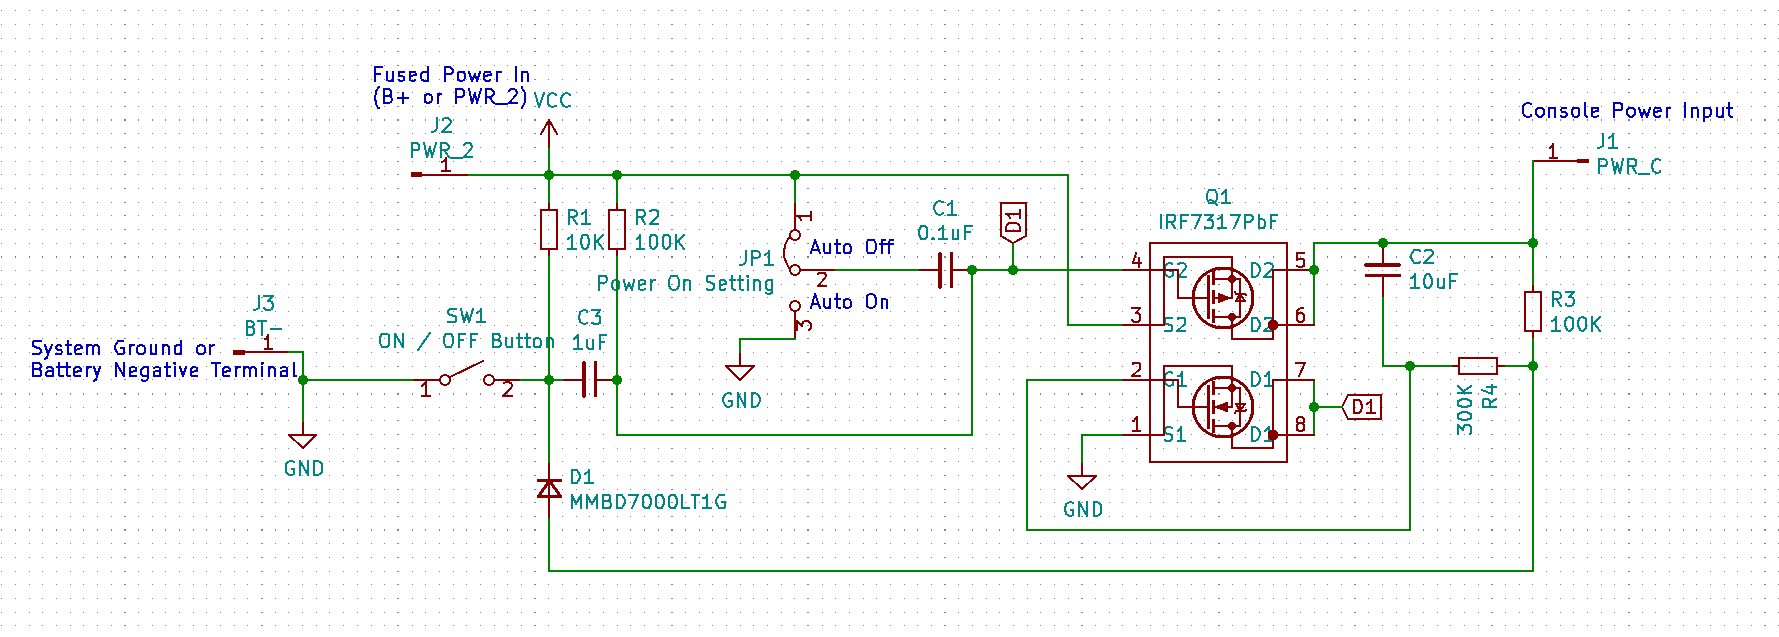 Fused Power In
(B+ or PWR_2)
VCC
J2
PWR_2
1
Console Power Input
J1
PWR_C
1
R1
10K
R2
100K
1
JP1
Power On Setting
Auto Off
2
Auto On
3
GND
C1
0.1uF
D1
Q1
IRF7317PbF
4
G2
D2
5
3
S2
D2
6
2
G1
D1
7
1
S1
D1
8
D1
GND
C2
10uF
R3
100K
300K
R4
J3
BT-
1
System Ground or
Battery Negative Terminal
GND
SW1
ON / OFF Button
1
2
C3
1uF
D1
MMBD7000LT1G